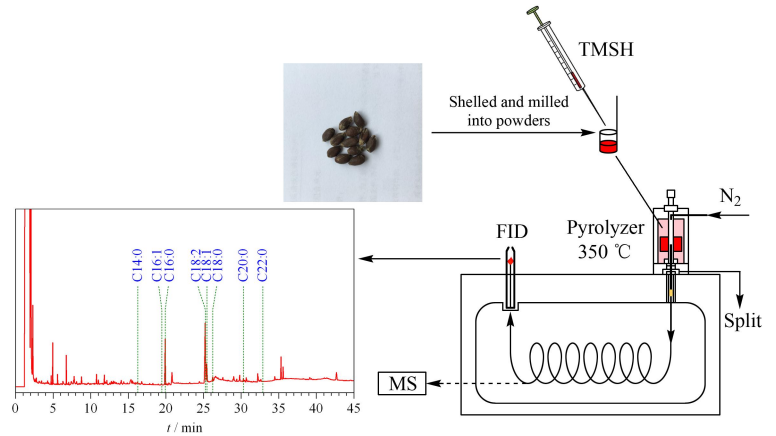 TMSH
Shelled and milled
into powders
N₂
Pyrolyzer
350 ℃
FID
Split
MS
C14:0
C16:1
C16:0
C18:2
C18:1
C18:0
C20:0
C22:0
0 5 10 15 20 25 30 35 40 45
t / min